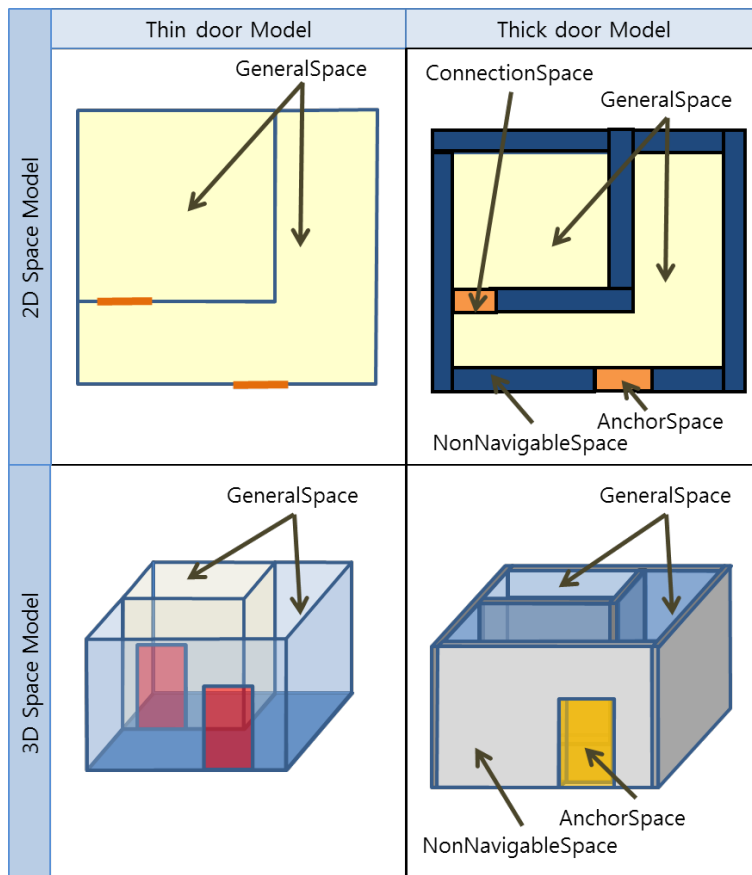 Thin door Model
Thick door Model
2D Space Model
GeneralSpace
ConnectionSpace
GeneralSpace
AnchorSpace
NonNavigableSpace
3D Space Model
GeneralSpace
GeneralSpace
AnchorSpace
NonNavigableSpace